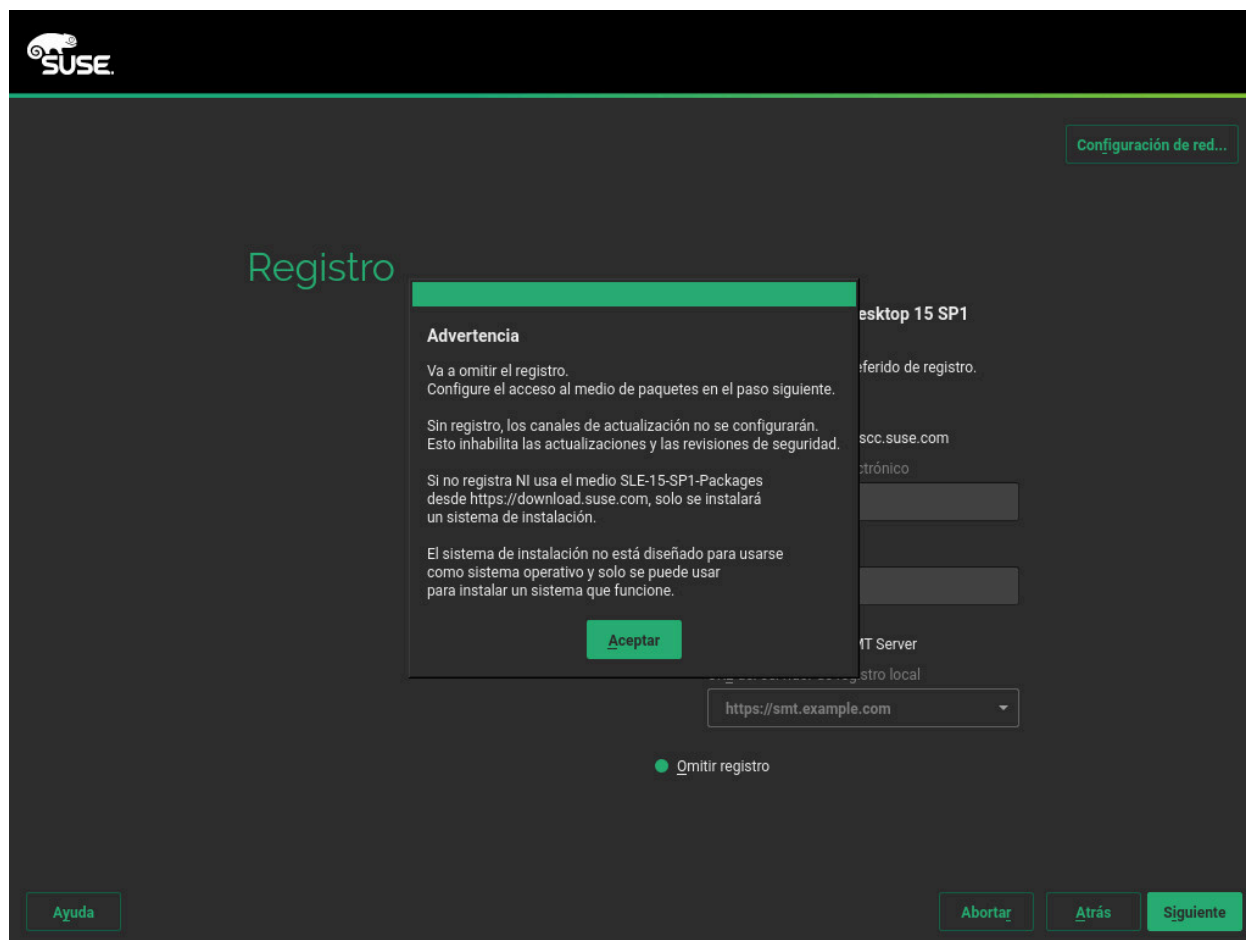 SUSE.
Configuración de red...
Registro
esktop 15 SP1
Advertencia
Va a omitir el registro.
Configure el acceso al medio de paquetes en el paso siguiente.
Sin registro, los canales de actualización no se configurarán.
Esto inhabilita las actualizaciones y las revisiones de seguridad.
Si no registra NI usa el medio SLE-15-SP1-Packages
desde https://download.suse.com, solo se instalará
un sistema de instalación.
El sistema de instalación no está diseñado para usarse
como sistema operativo y solo se puede usar
para instalar un sistema que funcione.
Aceptar
eferido de registro.
scc.suse.com
ctrónico
MT Server
stro local
https://smt.example.com
Omitir registro
Ayuda
Abortar
Atrás
Siguiente